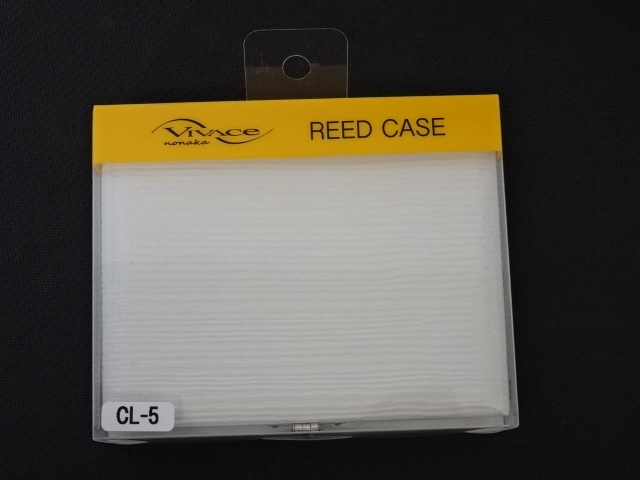 Vivace
nonaka
REED CASE
CL-5